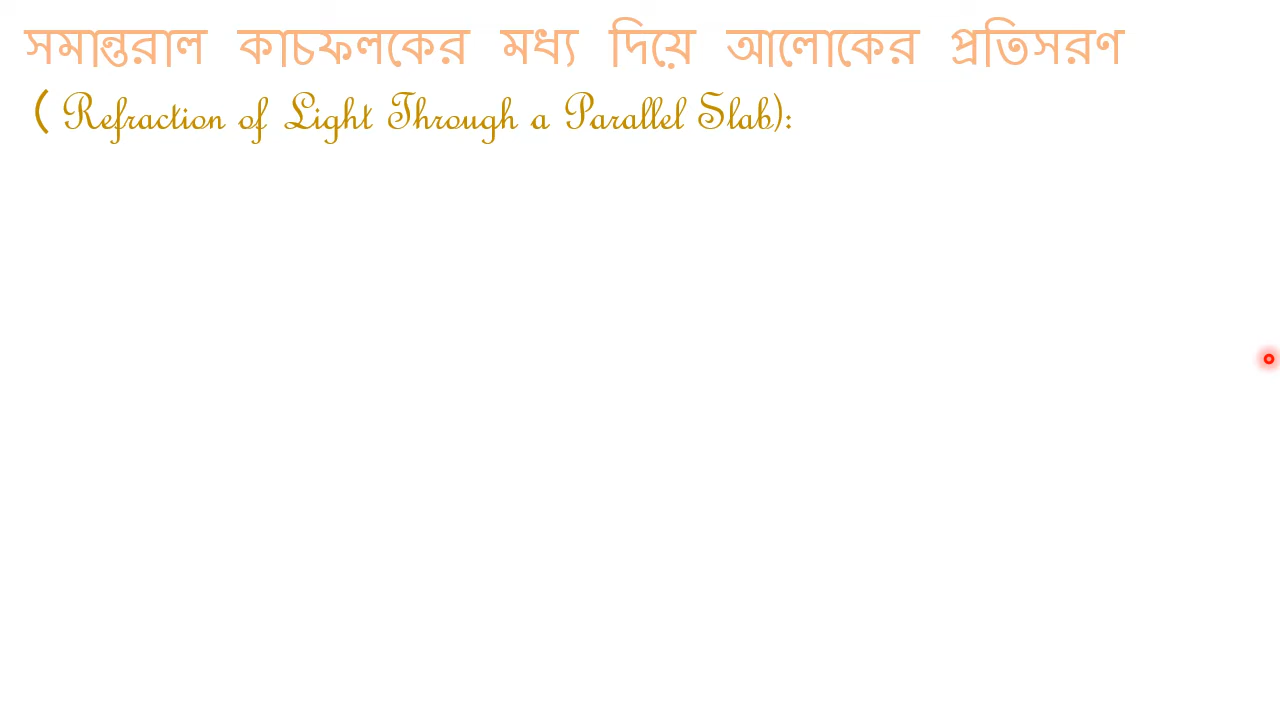 সমান্তরাল কাচফলকের মধ্য দিয়ে আলোকের প্রতিসরণ
( Refraction of Light Through a Parallel Slab):